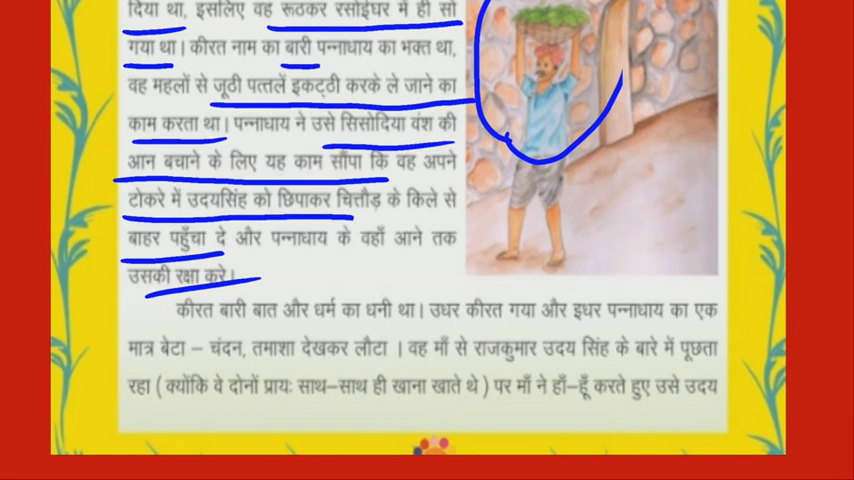 दिया था, इसलिए वह रूठकर रसोईघर में ही सो
गया था। कीरत नाम का बारी पन्नाधाय का भक्त था,
वह महलों से जूठी पत्तलें इकट्ठी करके ले जाने का
काम करता था। पन्नाधाय ने उसे सिसोदिया वंश की
आन बचाने के लिए यह काम सौंपा कि वह अपने
टोकरे में उदयसिंह को छिपाकर चित्तौड़ के किले से
बाहर पहुँचा दे और पन्नाधाय के वहाँ आने तक
उसकी रक्षा करे।
कीरत बारी बात और धर्म का धनी था। उधर कीरत गया और इधर पन्नाधाय का एक
मात्र बेटा – चंदन, तमाशा देखकर लौटा । वह माँ से राजकुमार उदय सिंह के बारे में पूछता
रहा ( क्योंकि वे दोनों प्रायः साथ–साथ ही खाना खाते थे ) पर माँ ने हाँ–हूँ करते हुए उसे उदय